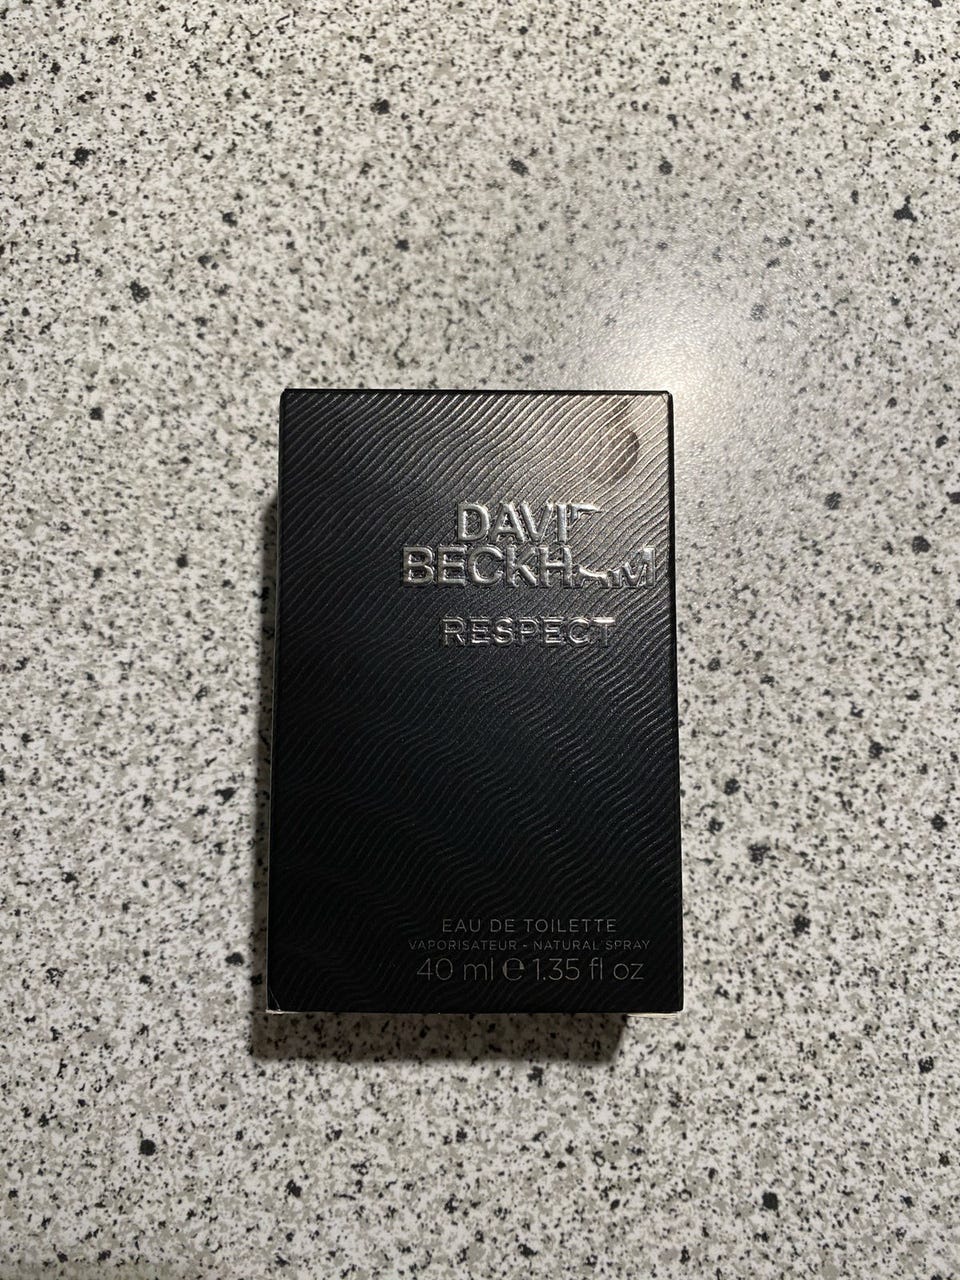 DAVID
BECKHAM
RESPECT
EAU DE TOILETTE
VAPORISATEUR - NATURAL SPRAY
40 ml e 1.35 fl oz